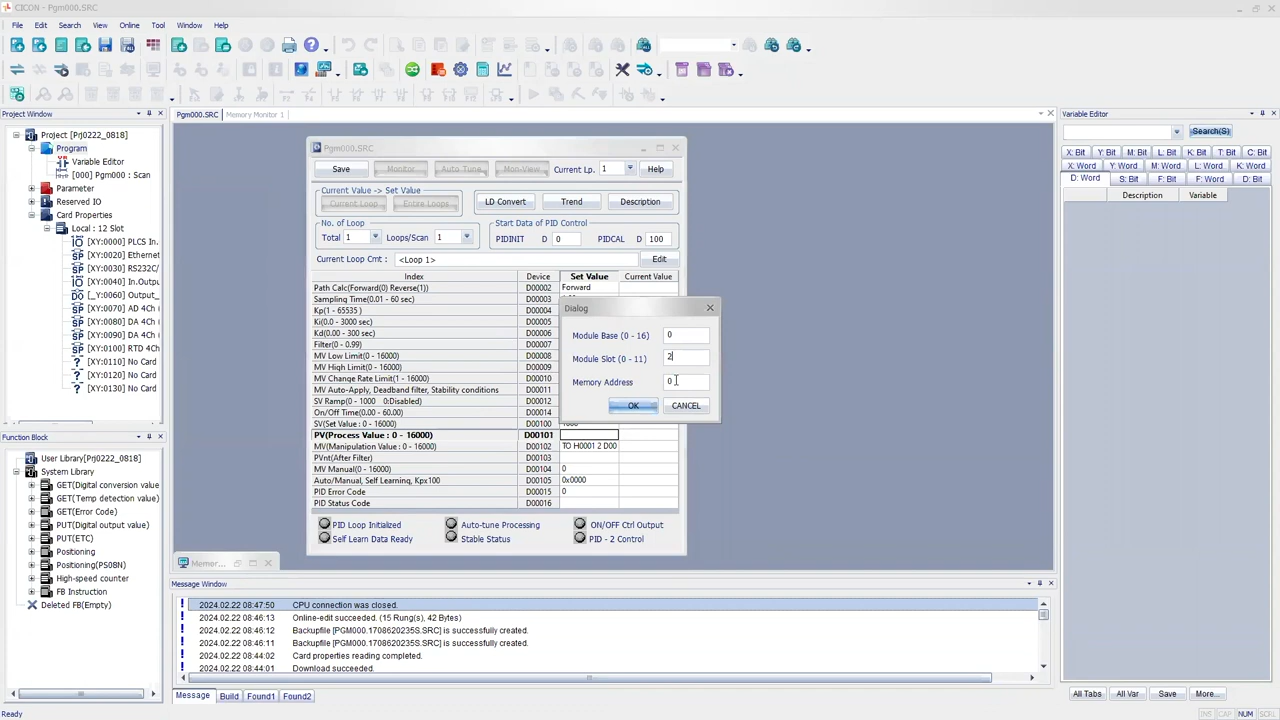 CICON - Pgm000.SRC
File Edit Search View Online Tool Window Help
Project Window
Project [Prj0222_0818]
Program
Variable Editor
[000] Pgm000 : Scan
Parameter
Reserved IO
Card Properties
Local : 12 Slot
[XY:0000] PLCS In.
[XY:0020] Ethernet
[XY:0030] RS232C/
[XY:0040] In.Outpu
[_Y:0060] Output_
[XY:0070] AD 4Ch (
[XY:0080] DA 4Ch (
[XY:0090] DA 4Ch (
[XY:0100] RTD 4Ch
[XY:0110] No Card
[XY:0120] No Card
[XY:0130] No Card
Function Block
User Library[Prj0222_0818]
System Library
GET(Digital conversion value)
GET(Temp detection value)
GET(Error Code)
PUT(Digital output value)
PUT(ETC)
Positioning
Positioning(PS08N)
High-speed counter
FB Instruction
Deleted FB(Empty)
Ready
Pgm000.SRC Memory Monitor 1
Pgm000.SRC
Save Monitor Auto Tune Mon-View Current Lp. 1 Help
Current Value -> Set Value
Current Loop Entire Loops
LD Convert Trend Description
No. of Loop
Total 1 Loops/Scan 1
Start Data of PID Control
PIDINIT D 0 PIDCAL D 100
Current Loop Cmt : <Loop 1> Edit
Index Device Set Value Current Value
Path Calc(Forward(0) Reverse(1)) D00002 Forward
Sampling Time(0.01 - 60 sec) D00003
Kp(1 - 65535 ) D00004
Ki(0.0 - 3000 sec) D00005
Kd(0.00 - 300 sec) D00006
Filter(0 - 0.99) D00007
MV Low Limit(0 - 16000) D00008
MV High Limit(0 - 16000) D00009
MV Change Rate Limit(1 - 16000) D00010
MV Auto-Apply, Deadband filter, Stability conditions D00011
SV Ramp(0 - 1000 0:Disabled) D00012
On/Off Time(0.00 - 60.00) D00014
SV(Set Value : 0 - 16000) D00100
PV(Process Value : 0 - 16000) D00101
MV(Manipulation Value : 0 - 16000) D00102 TO H0001 2 D00
PVnt(After Filter) D00103
MV Manual(0 - 16000) D00104 0
Auto/Manual, Self Learning, Kpx100 D00105 0x0000
PID Error Code D00015 0
PID Status Code D00016
PID Loop Initialized Auto-tune Processing ON/OFF Ctrl Output
Self Learn Data Ready Stable Status PID - 2 Control
Dialog
Module Base (0 - 16) 0
Module Slot (0 - 11) 2
Memory Address 0
OK CANCEL
Memor...
Message Window
2024.02.22 08:47:50 CPU connection was closed.
2024.02.22 08:46:13 Online-edit succeeded. (15 Rung(s), 42 Bytes)
2024.02.22 08:46:12 Backupfile [PGM000.1708620235S.SRC] is successfully created.
2024.02.22 08:46:11 Backupfile [PGM000.1708620235S.SRC] is successfully created.
2024.02.22 08:44:02 Card properties reading completed.
2024.02.22 08:44:01 Download succeeded.
Message Build Found1 Found2
Variable Editor
Search(S)
X: Bit Y: Bit M: Bit L: Bit K: Bit T: Bit C: Bit
X: Word Y: Word M: Word L: Word K: Word
D: Word S: Bit F: Bit F: Word D: Bit
Description Variable
All Tabs All Var Save More...
INS CAP NUM SCRL